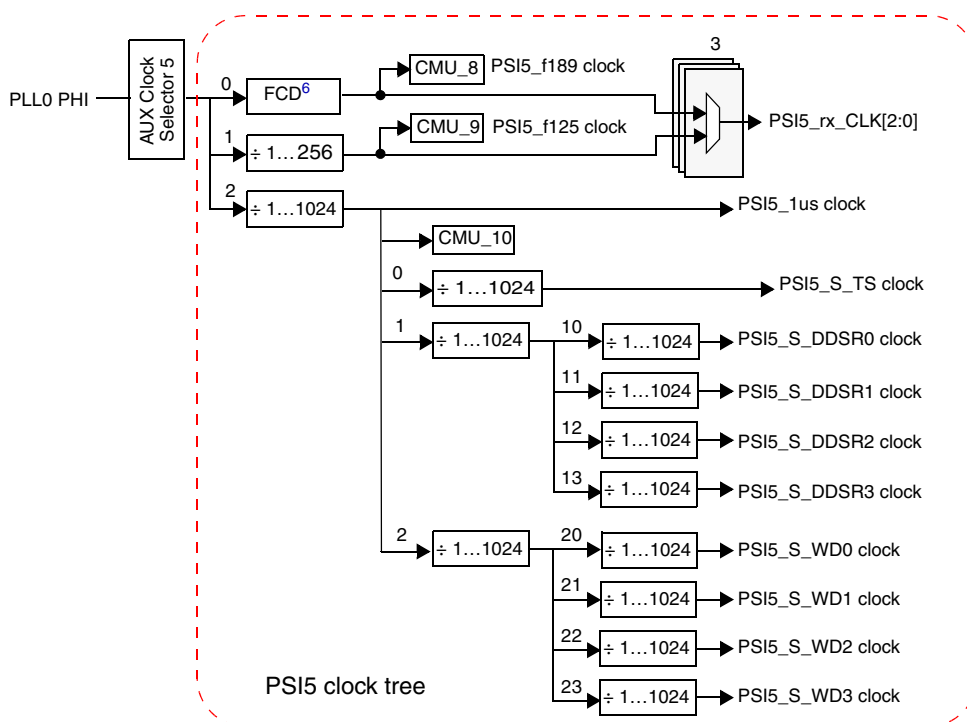 3
CMU_8 PSI5_f189 clock
0
FCD6
PLL0 PHI
AUX Clock
Selector 5
CMU_9 PSI5_f125 clock
PSI5_rx_CLK[2:0]
1
÷ 1...256
2
÷ 1...1024
PSI5_1us clock
CMU_10
0
÷ 1...1024
PSI5_S_TS clock
1
÷ 1...1024
10
÷ 1...1024
PSI5_S_DDSR0 clock
11
÷ 1...1024
PSI5_S_DDSR1 clock
12
÷ 1...1024
PSI5_S_DDSR2 clock
13
÷ 1...1024
PSI5_S_DDSR3 clock
2
÷ 1...1024
20
÷ 1...1024
PSI5_S_WD0 clock
21
÷ 1...1024
PSI5_S_WD1 clock
22
÷ 1...1024
PSI5_S_WD2 clock
23
÷ 1...1024
PSI5_S_WD3 clock
PSI5 clock tree